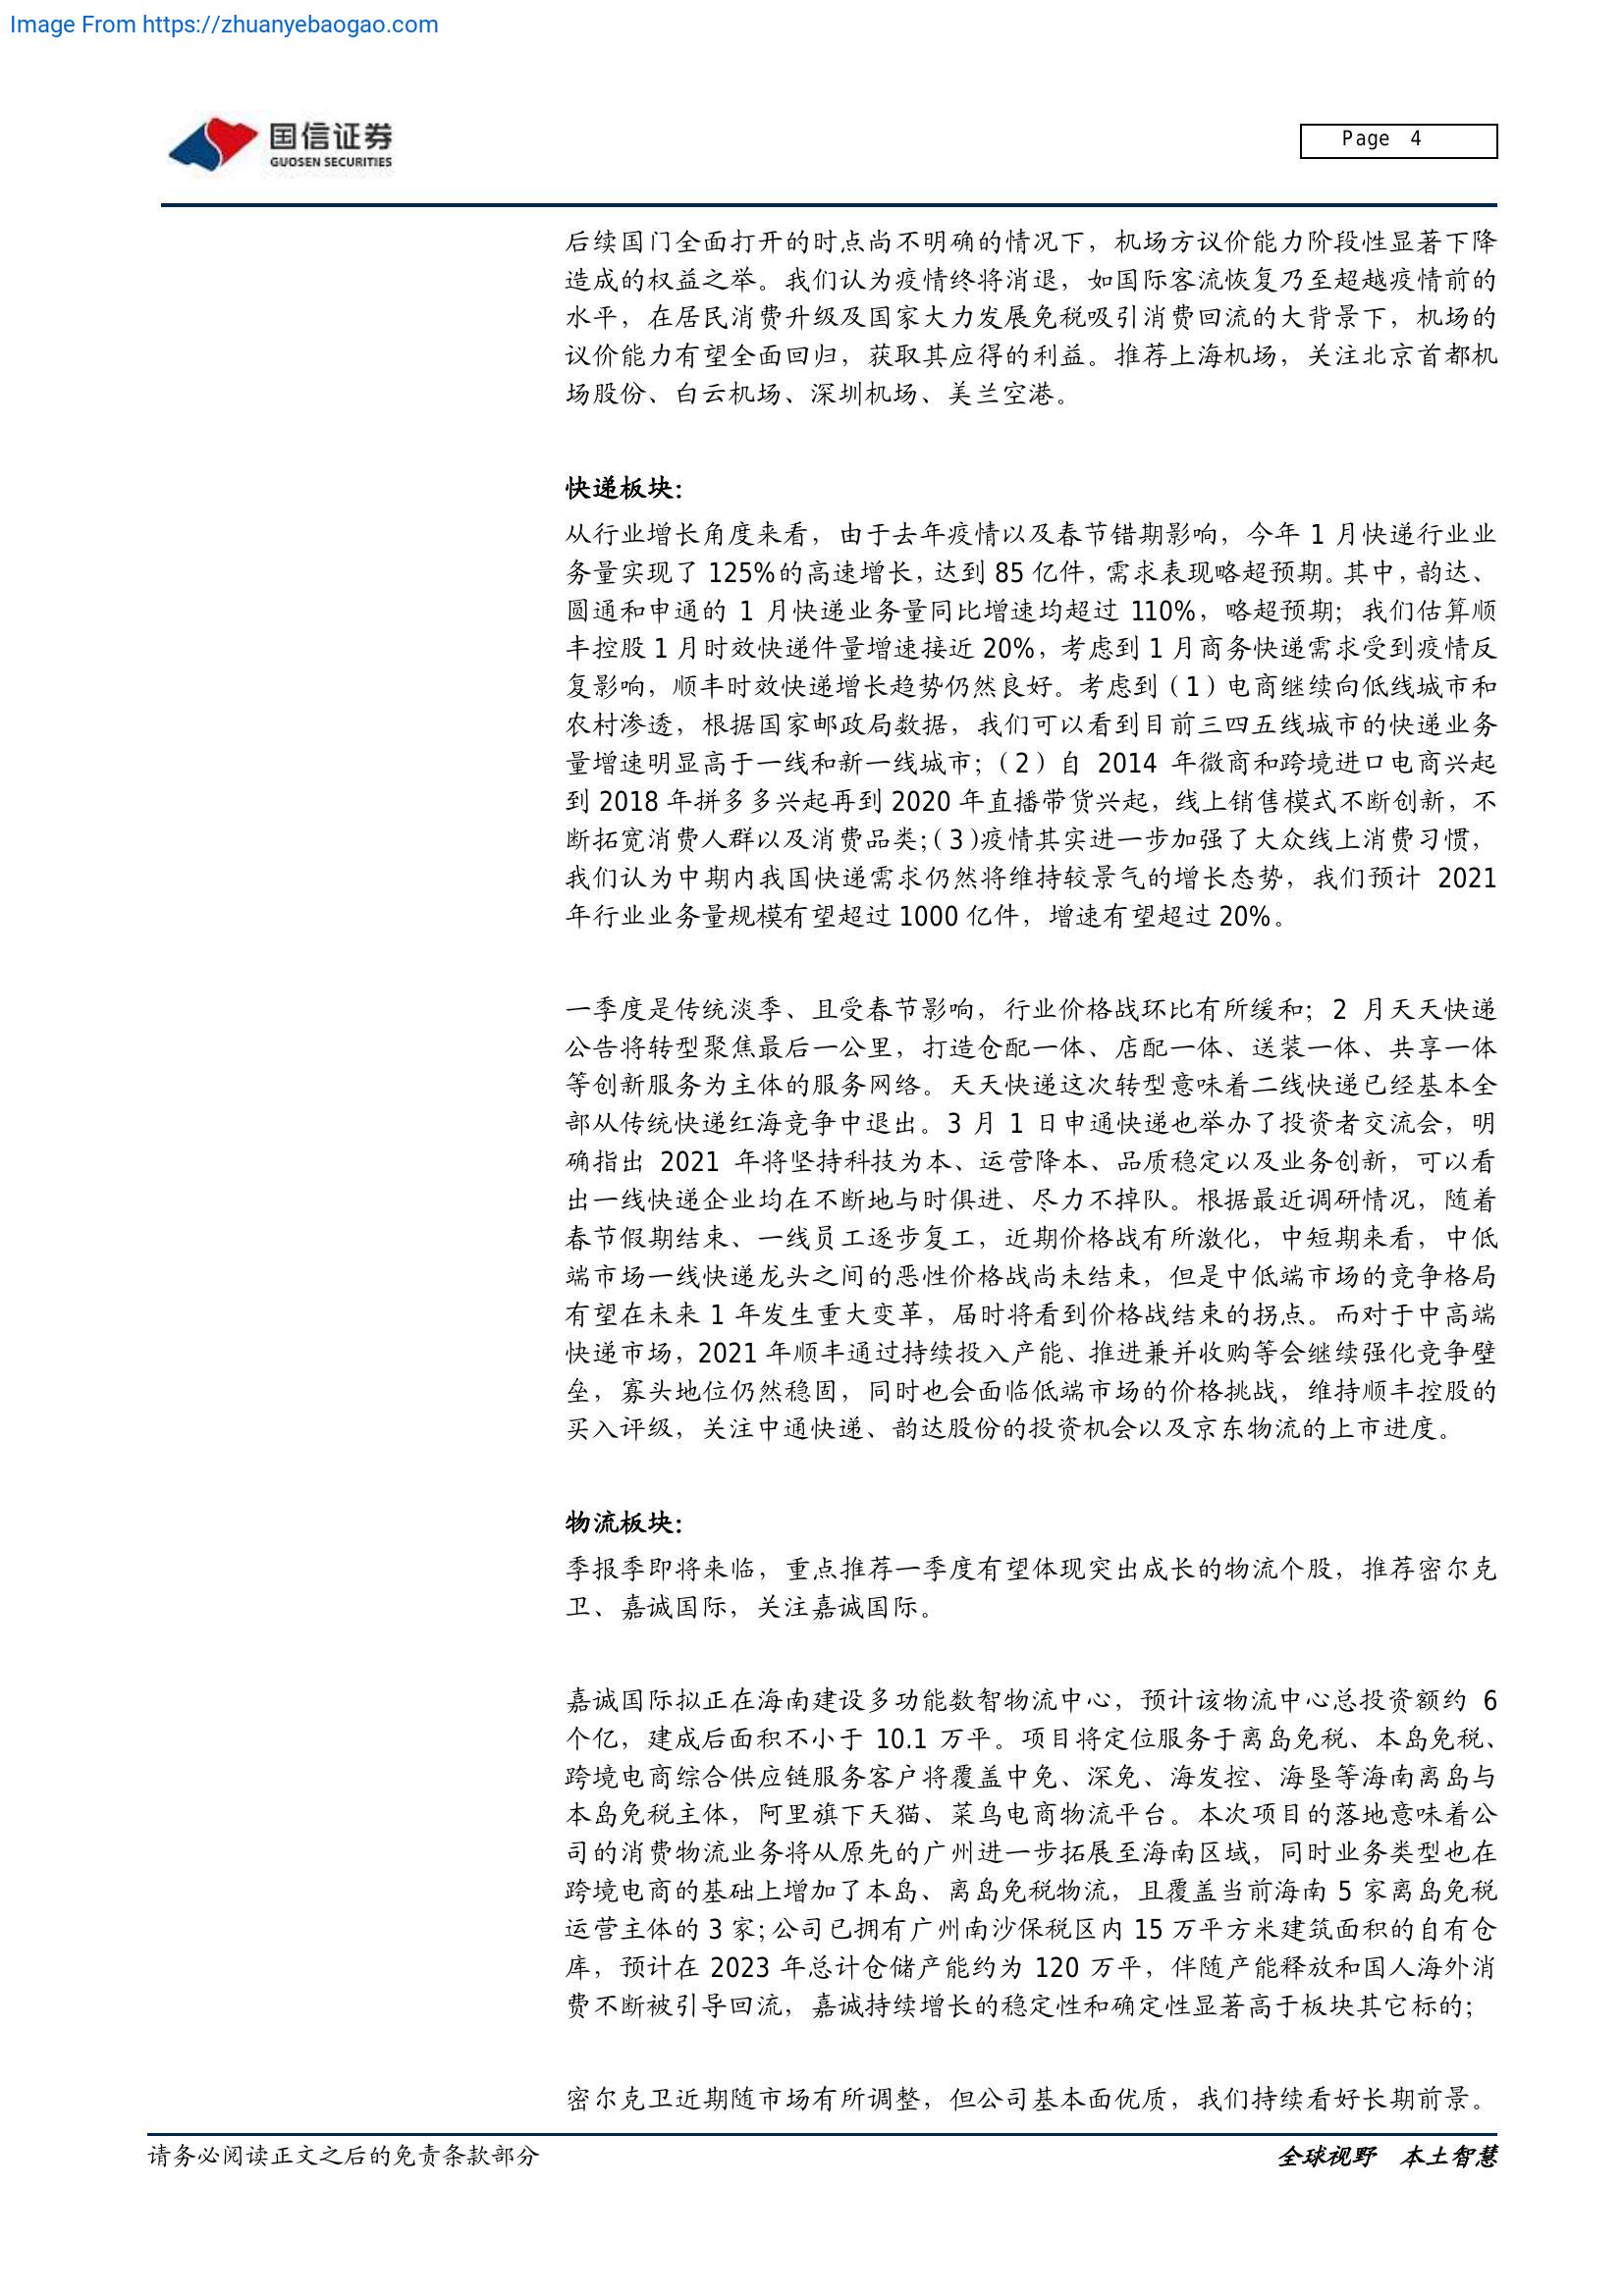 Image From https://zhuanyebaogao.com
国信证券
GUOSEN SECURITIES
Page 4
后续国门全面打开的时点尚不明确的情况下，机场方议价能力阶段性显著下降
造成的权益之举。我们认为疫情终将消退，如国际客流恢复乃至超越疫情前的
水平，在居民消费升级及国家大力发展免税吸引消费回流的大背景下，机场的
议价能力有望全面回归，获取其应得的利益。推荐上海机场，关注北京首都机
场股份、白云机场、深圳机场、美兰空港。
快递板块：
从行业增长角度来看，由于去年疫情以及春节错期影响，今年 1 月快递行业业
务量实现了 125%的高速增长，达到 85 亿件，需求表现略超预期。其中，韵达、
圆通和申通的 1 月快递业务量同比增速均超过 110%，略超预期；我们估算顺
丰控股 1 月时效快递件量增速接近 20%，考虑到 1 月商务快递需求受到疫情反
复影响，顺丰时效快递增长趋势仍然良好。考虑到（1）电商继续向低线城市和
农村渗透，根据国家邮政局数据，我们可以看到目前三四五线城市的快递业务
量增速明显高于一线和新一线城市；（2）自 2014 年微商和跨境进口电商兴起
到 2018 年拼多多兴起再到 2020 年直播带货兴起，线上销售模式不断创新，不
断拓宽消费人群以及消费品类；（3）疫情其实进一步加强了大众线上消费习惯，
我们认为中期内我国快递需求仍然将维持较景气的增长态势，我们预计 2021
年行业业务量规模有望超过 1000 亿件，增速有望超过 20%。
一季度是传统淡季、且受春节影响，行业价格战环比有所缓和；2 月天天快递
公告将转型聚焦最后一公里，打造仓配一体、店配一体、送装一体、共享一体
等创新服务为主体的服务网络。天天快递这次转型意味着二线快递已经基本全
部从传统快递红海竞争中退出。3 月 1 日申通快递也举办了投资者交流会，明
确指出 2021 年将坚持科技为本、运营降本、品质稳定以及业务创新，可以看
出一线快递企业均在不断地与时俱进、尽力不掉队。根据最近调研情况，随着
春节假期结束、一线员工逐步复工，近期价格战有所激化，中短期来看，中低
端市场一线快递龙头之间的恶性价格战尚未结束，但是中低端市场的竞争格局
有望在未来 1 年发生重大变革，届时将看到价格战结束的拐点。而对于中高端
快递市场，2021 年顺丰通过持续投入产能、推进兼并收购等会继续强化竞争壁
垒，寡头地位仍然稳固，同时也会面临低端市场的价格挑战，维持顺丰控股的
买入评级，关注中通快递、韵达股份的投资机会以及京东物流的上市进度。
物流板块：
季报季即将来临，重点推荐一季度有望体现突出成长的物流个股，推荐密尔克
卫、嘉诚国际，关注嘉诚国际。
嘉诚国际拟正在海南建设多功能数智物流中心，预计该物流中心总投资额约 6
个亿，建成后面积不小于 10.1 万平。项目将定位服务于离岛免税、本岛免税、
跨境电商综合供应链服务客户将覆盖中免、深免、海发控、海垦等海南离岛与
本岛免税主体，阿里旗下天猫、菜鸟电商物流平台。本次项目的落地意味着公
司的消费物流业务将从原先的广州进一步拓展至海南区域，同时业务类型也在
跨境电商的基础上增加了本岛、离岛免税物流，且覆盖当前海南 5 家离岛免税
运营主体的 3 家；公司已拥有广州南沙保税区内 15 万平方米建筑面积的自有仓
库，预计在 2023 年总计仓储产能约为 120 万平，伴随产能释放和国人海外消
费不断被引导回流，嘉诚持续增长的稳定性和确定性显著高于板块其它标的；
密尔克卫近期随市场有所调整，但公司基本面优质，我们持续看好长期前景。
请务必阅读正文之后的免责条款部分
全球视野 本土智慧